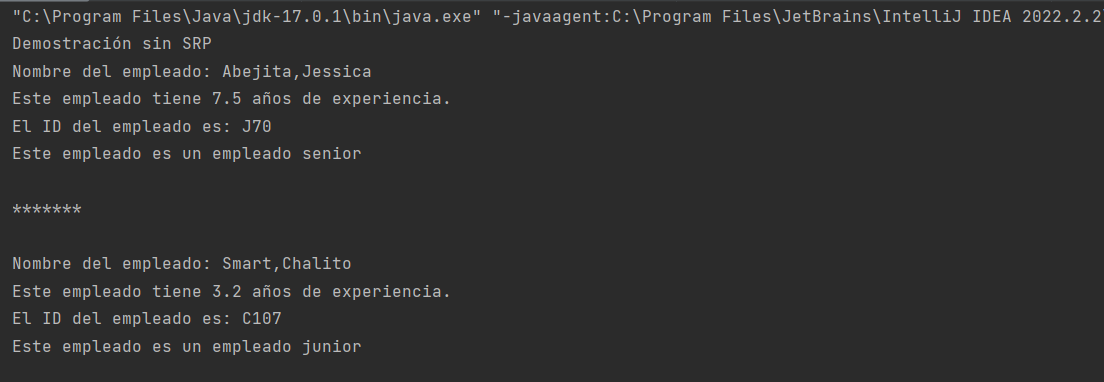 "C:\Program Files\Java\jdk-17.0.1\bin\java.exe" "-javaagent:C:\Program Files\JetBrains\IntelliJ IDEA 2022.2.2\
Demostración sin SRP
Nombre del empleado: Abejita,Jessica
Este empleado tiene 7.5 años de experiencia.
El ID del empleado es: J70
Este empleado es un empleado senior
*******
Nombre del empleado: Smart,Chalito
Este empleado tiene 3.2 años de experiencia.
El ID del empleado es: C107
Este empleado es un empleado junior